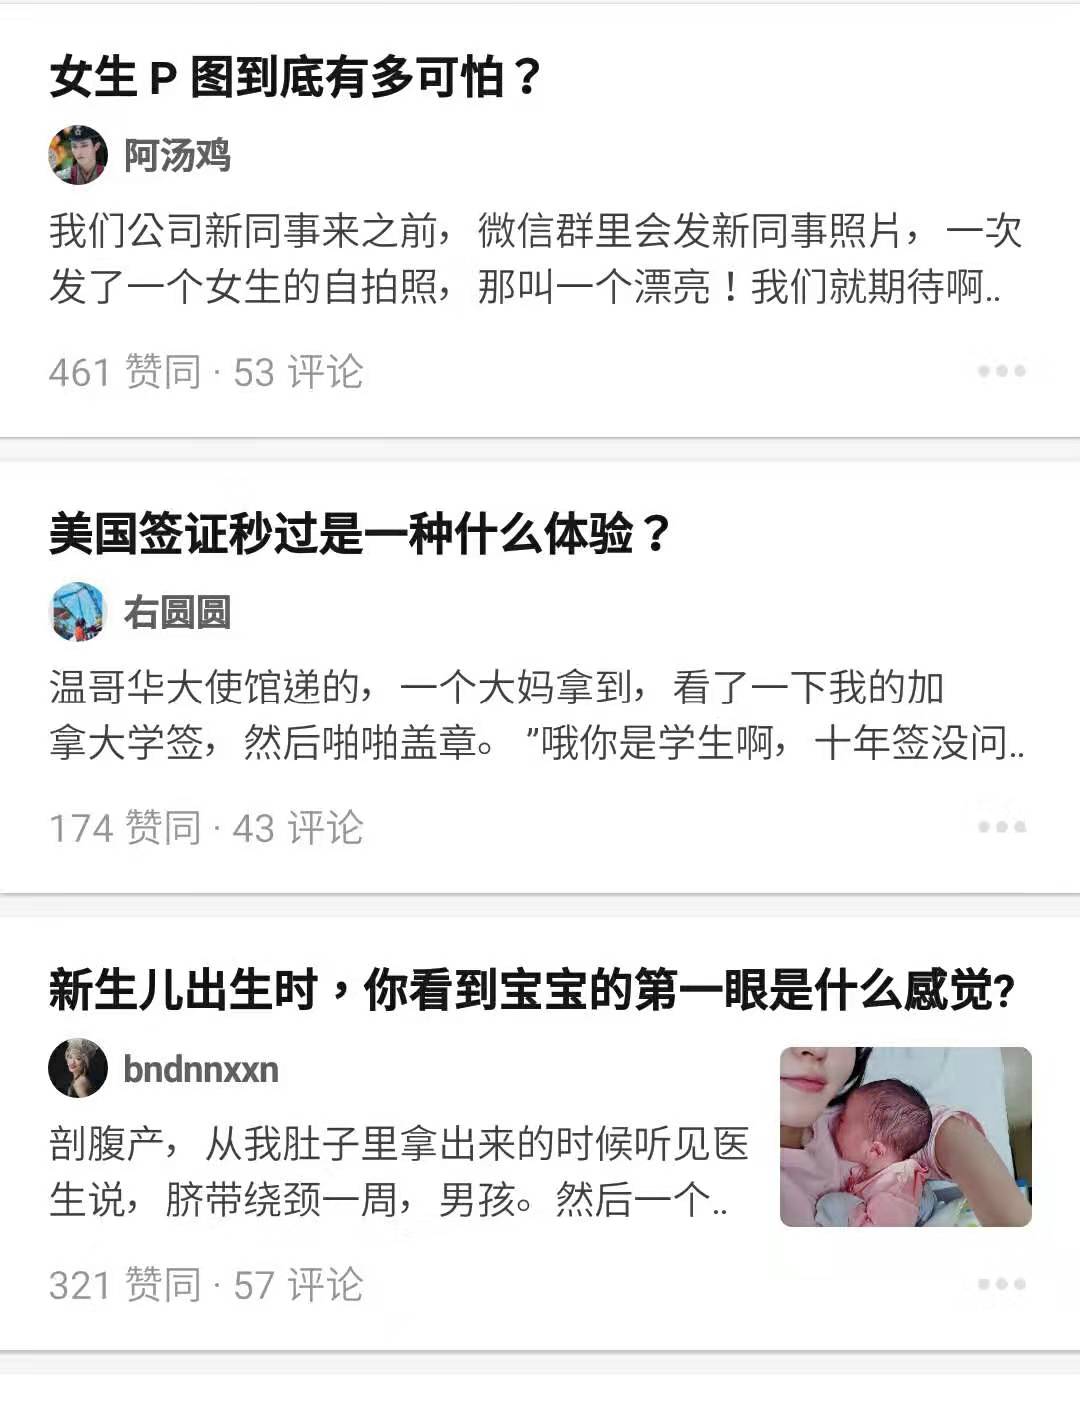 女生 P 图到底有多可怕？
阿汤鸡
我们公司新同事来之前，微信群里会发新同事照片，一次
发了一个女生的自拍照，那叫一个漂亮！我们就期待啊..
461 赞同 · 53 评论
美国签证秒过是一种什么体验？
右圆圆
温哥华大使馆递的，一个大妈拿到，看了一下我的加
拿大学签，然后啪啪盖章。 ”哦你是学生啊，十年签没问..
174 赞同 · 43 评论
新生儿出生时，你看到宝宝的第一眼是什么感觉?
bndnnxxn
剖腹产，从我肚子里拿出来的时候听见医
生说，脐带绕颈一周，男孩。然后一个..
321 赞同 · 57 评论